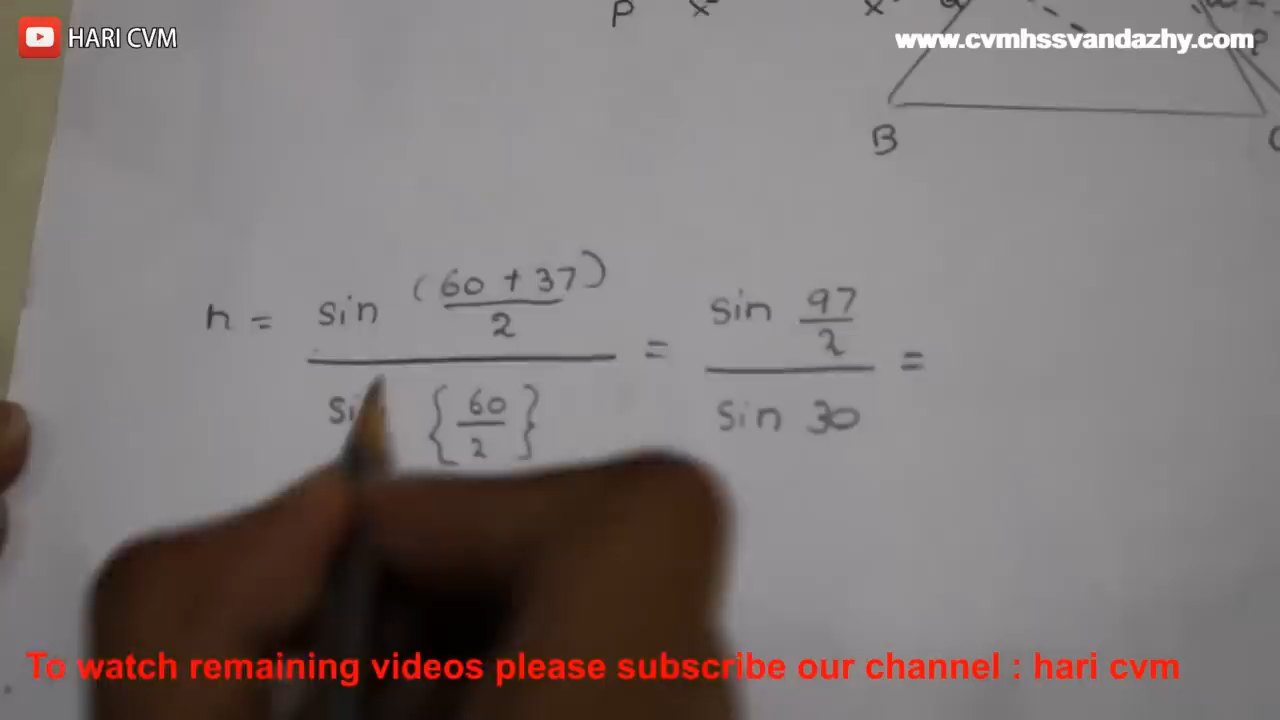 HARI CVM
www.cvmhssvandazhy.com
P x x
B
n = sin (60 + 37) / 2 = sin 97 / 2 =
sin {60 / 2} sin 30
To watch remaining videos please subscribe our channel : hari cvm